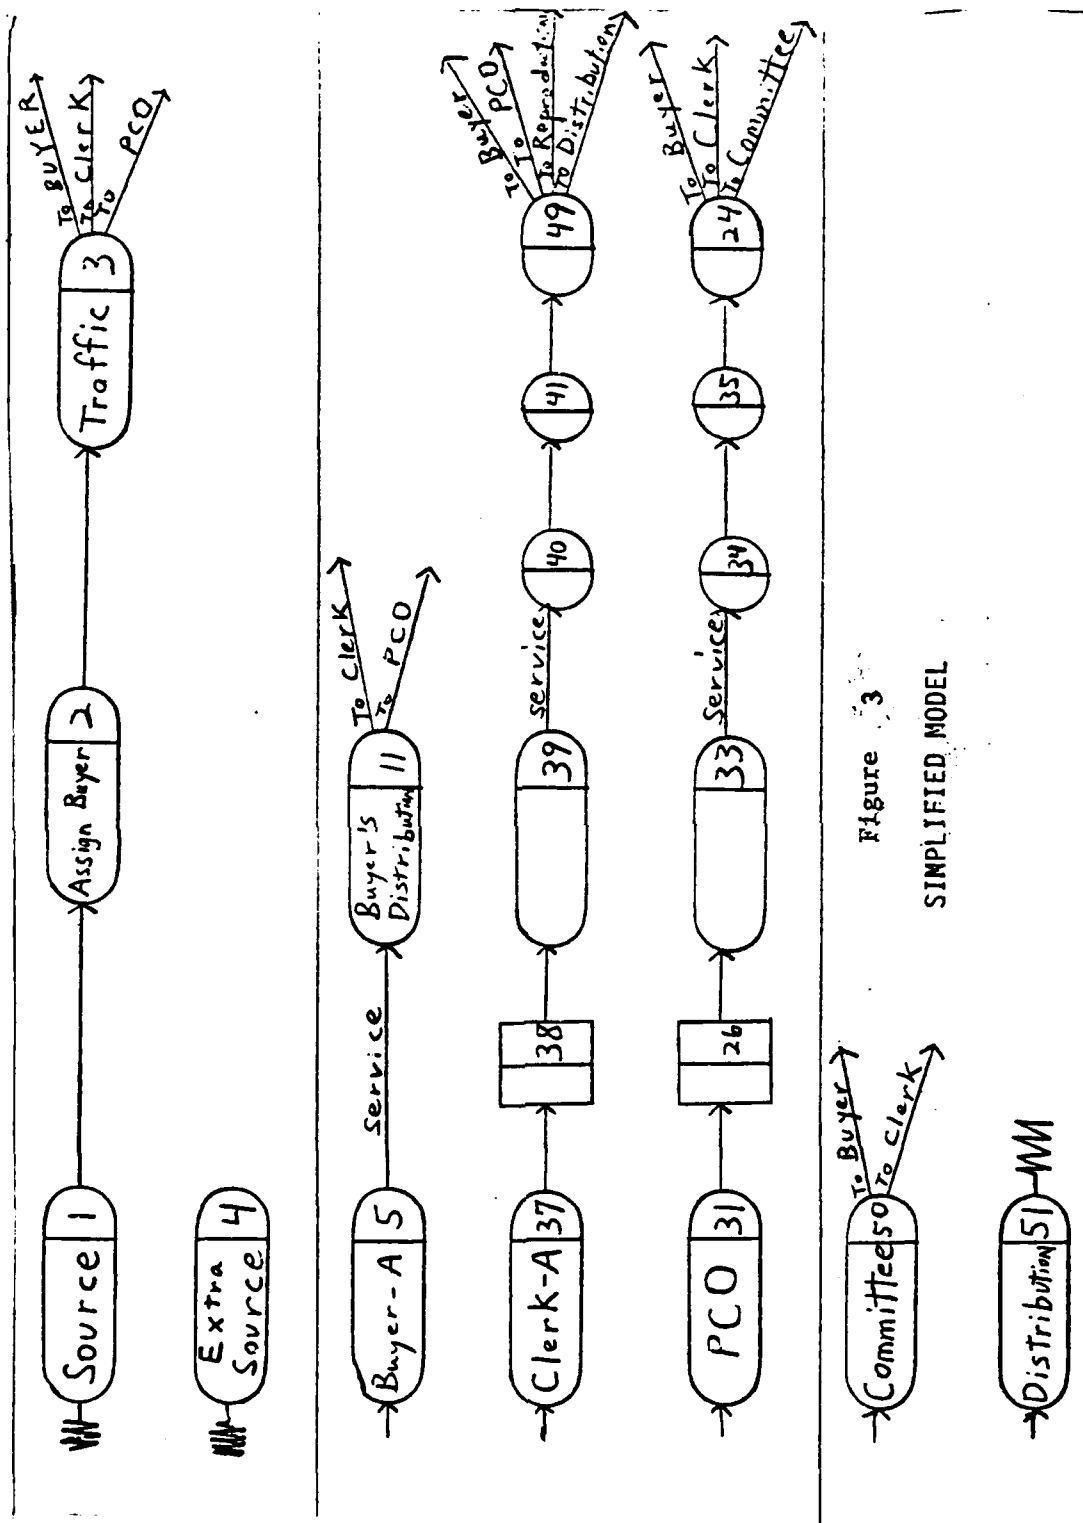 Source 1
Assign Buyer 2
Traffic 3
To BUYER
To Clerk
To PCO
Extra
Source
4
Buyer-A 5
service
Buyer's
Distribution
11
To Clerk
To PCO
Clerk-A 37
38
39
service
40
41
49
To Buyer
To PCO
To Reproduction
To Distribution
PCO 31
26
33
Service
34
35
24
To Buyer
To Clerk
To Committee
Committee 50
To Buyer
To Clerk
Distribution 51
Figure 3
SIMPLIFIED MODEL